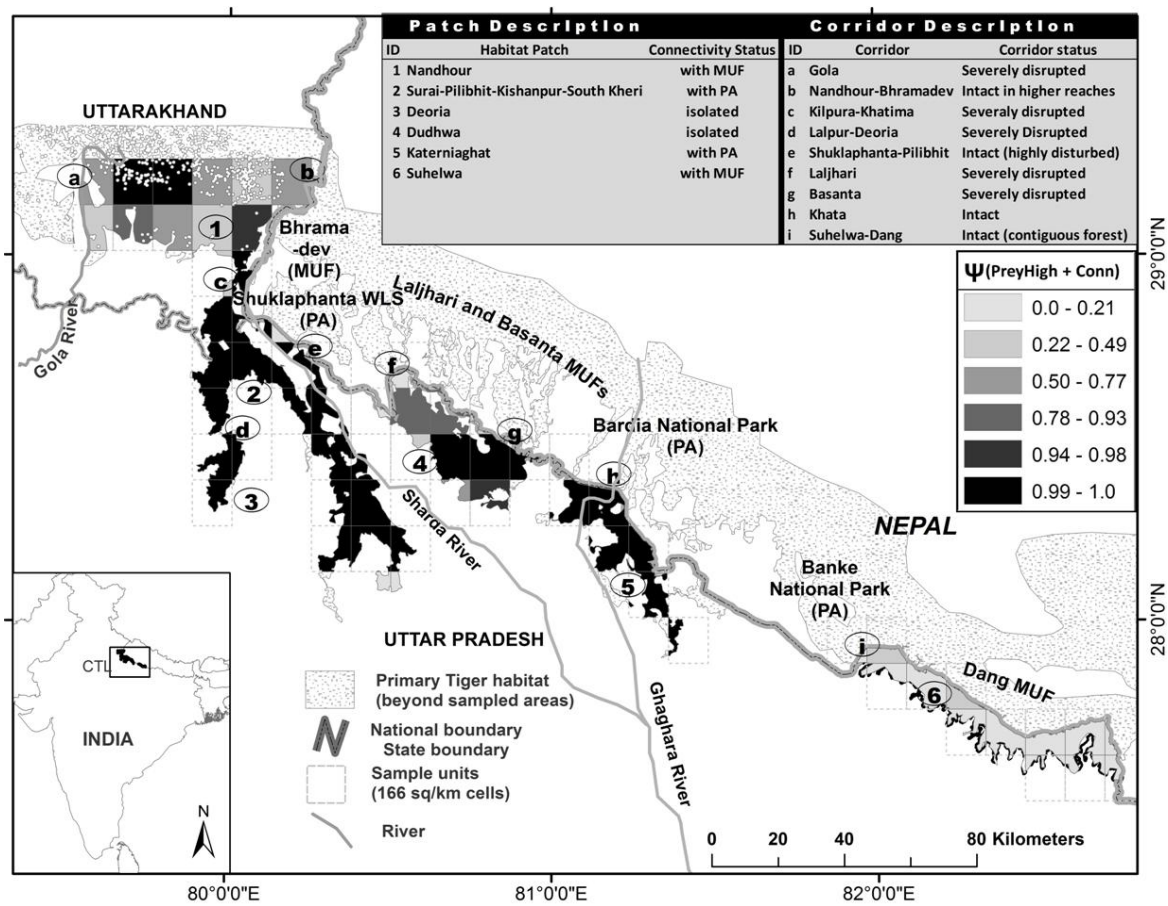 Patch Description
ID Habitat Patch Connectivity Status
1 Nandhour with MUF
2 Surai-Pilibhit-Kishanpur-South Kheri with PA
3 Deoria isolated
4 Dudhwa isolated
5 Katerniaghat with PA
6 Suhelwa with MUF
Corridor Description
ID Corridor Corridor status
a Gola Severely disrupted
b Nandhour-Bhramadev Intact in higher reaches
c Kilpura-Khatima Severaly disrupted
d Lalpur-Deoria Severely Disrupted
e Shuklaphanta-Pilibhit Intact (highly disturbed)
f Laljhari Severely disrupted
g Basanta Severely disrupted
h Khata Intact
i Suhelwa-Dang Intact (contiguous forest)
UTTARAKHAND
a
b
1
Bhrama
-dev
(MUF)
c
Shuklaphanta WLS
(PA)
Laljhari and Basanta MUFs
Gola River
e
f
2
d
g
3
4
Bardia National Park
(PA)
h
Sharda River
5
NEPAL
Banke
National Park
(PA)
i
6
Dang MUF
Ghaghara River
Ψ(PreyHigh + Conn)
0.0 - 0.21
0.22 - 0.49
0.50 - 0.77
0.78 - 0.93
0.94 - 0.98
0.99 - 1.0
29°0'0"N
28°0'0"N
UTTAR PRADESH
Primary Tiger habitat
(beyond sampled areas)
National boundary
State boundary
Sample units
(166 sq/km cells)
River
CTL
INDIA
N
0 20 40 80 Kilometers
80°0'0"E
81°0'0"E
82°0'0"E